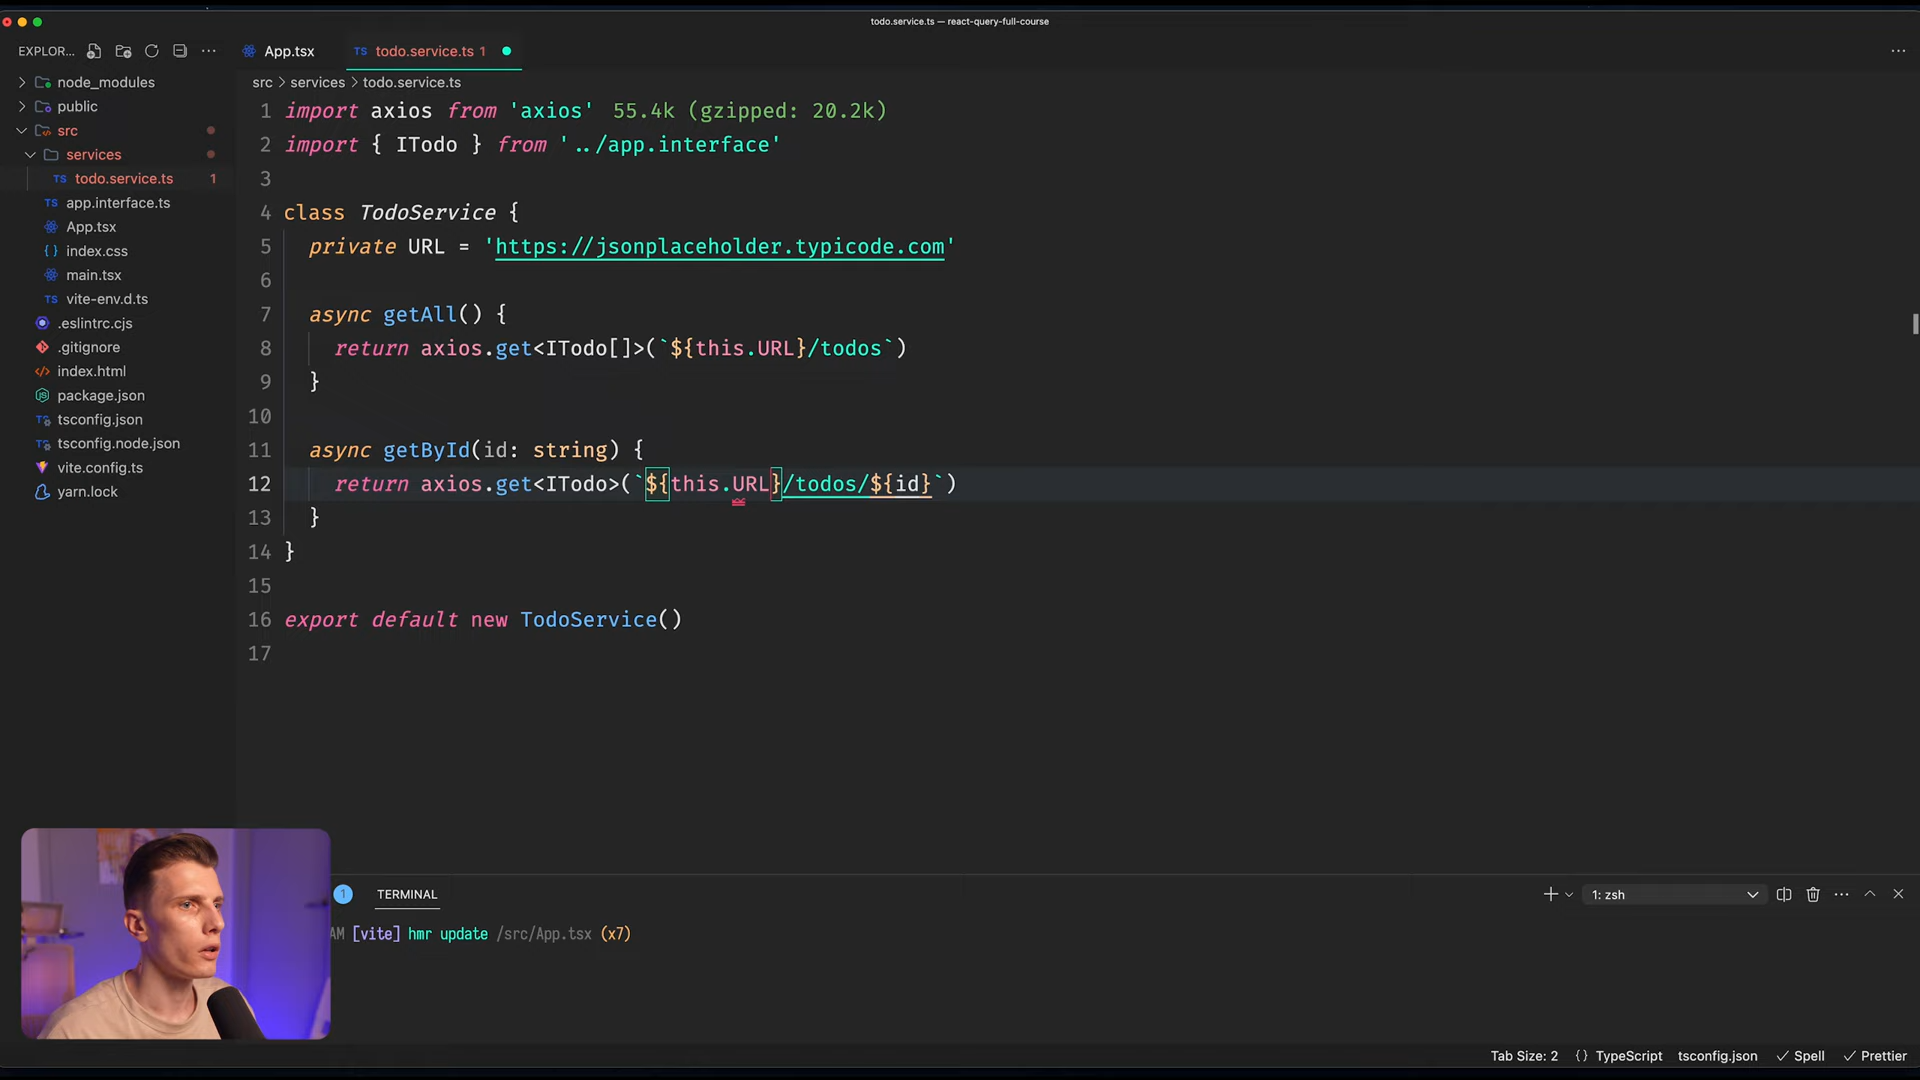 todo.service.ts — react-query-full-course
EXPLOR...
App.tsx
TS todo.service.ts 1
node_modules
public
src
services
TS todo.service.ts 1
TS app.interface.ts
App.tsx
{} index.css
main.tsx
TS vite-env.d.ts
.eslintrc.cjs
.gitignore
index.html
package.json
tsconfig.json
tsconfig.node.json
vite.config.ts
yarn.lock
src > services > todo.service.ts
1 import axios from 'axios' 55.4k (gzipped: 20.2k)
2 import { ITodo } from '../app.interface'
3
4 class TodoService {
5 private URL = 'https://jsonplaceholder.typicode.com'
6
7 async getAll() {
8 return axios.get<ITodo[]>(`${this.URL}/todos`)
9 }
10
11 async getById(id: string) {
12 return axios.get<ITodo>(`${this.URL}/todos/${id}`)
13 }
14 }
15
16 export default new TodoService()
17
1 TERMINAL
1: zsh
AM [vite] hmr update /src/App.tsx (x7)
Tab Size: 2 {} TypeScript tsconfig.json ✓ Spell ✓ Prettier